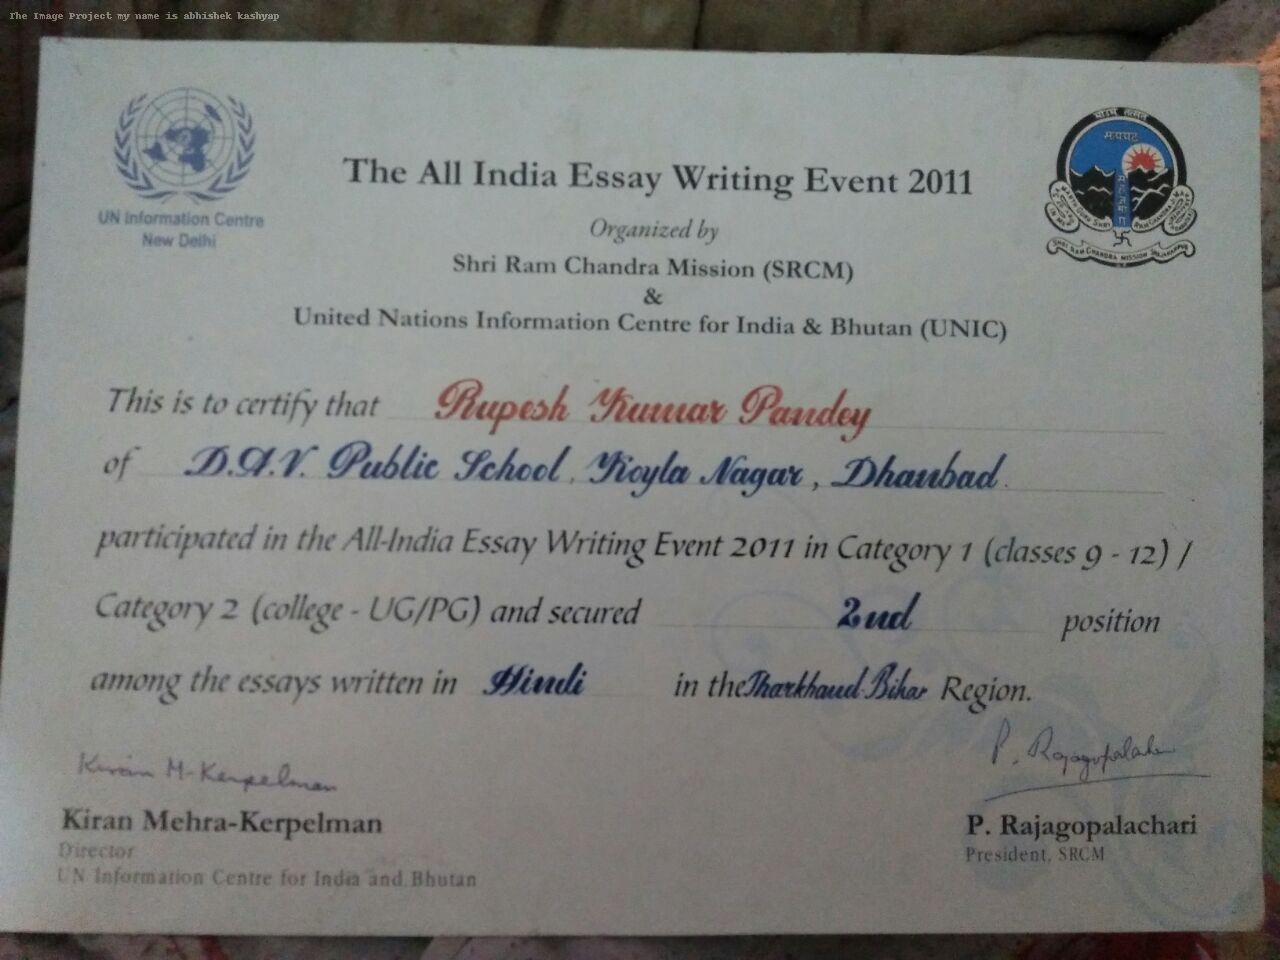 The Image Project my name is abhishek kashyap
UN Information Centre
New Delhi
The All India Essay Writing Event 2011
Organized by
Shri Ram Chandra Mission (SRCM)
&
United Nations Information Centre for India & Bhutan (UNIC)
SHRI RAM CHANDRA MISSION
This is to certify that Rupesh Kumar Pandey
of D.A.V. Public School, Koyla Nagar, Dhanbad.
participated in the All-India Essay Writing Event 2011 in Category 1 (classes 9 - 12) /
Category 2 (college - UG/PG) and secured 2nd position
among the essays written in Hindi in the Jharkhand-Bihar Region.
Kiran M-Kerpelman
P. Rajagopalachari
Kiran Mehra-Kerpelman
Director
UN Information Centre for India and Bhutan
P. Rajagopalachari
President, SRCM